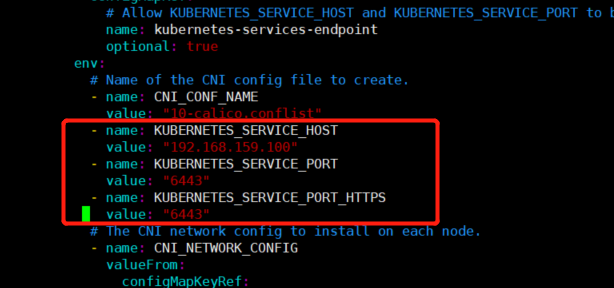 # Allow KUBERNETES_SERVICE_HOST and KUBERNETES_SERVICE_PORT to b
name: kubernetes-services-endpoint
optional: true
env:
# Name of the CNI config file to create.
- name: CNI_CONF_NAME
value: "10-calico.conflist"
- name: KUBERNETES_SERVICE_HOST
value: "192.168.159.100"
- name: KUBERNETES_SERVICE_PORT
value: "6443"
- name: KUBERNETES_SERVICE_PORT_HTTPS
value: "6443"
# The CNI network config to install on each node.
- name: CNI_NETWORK_CONFIG
valueFrom:
configMapKeyRef: